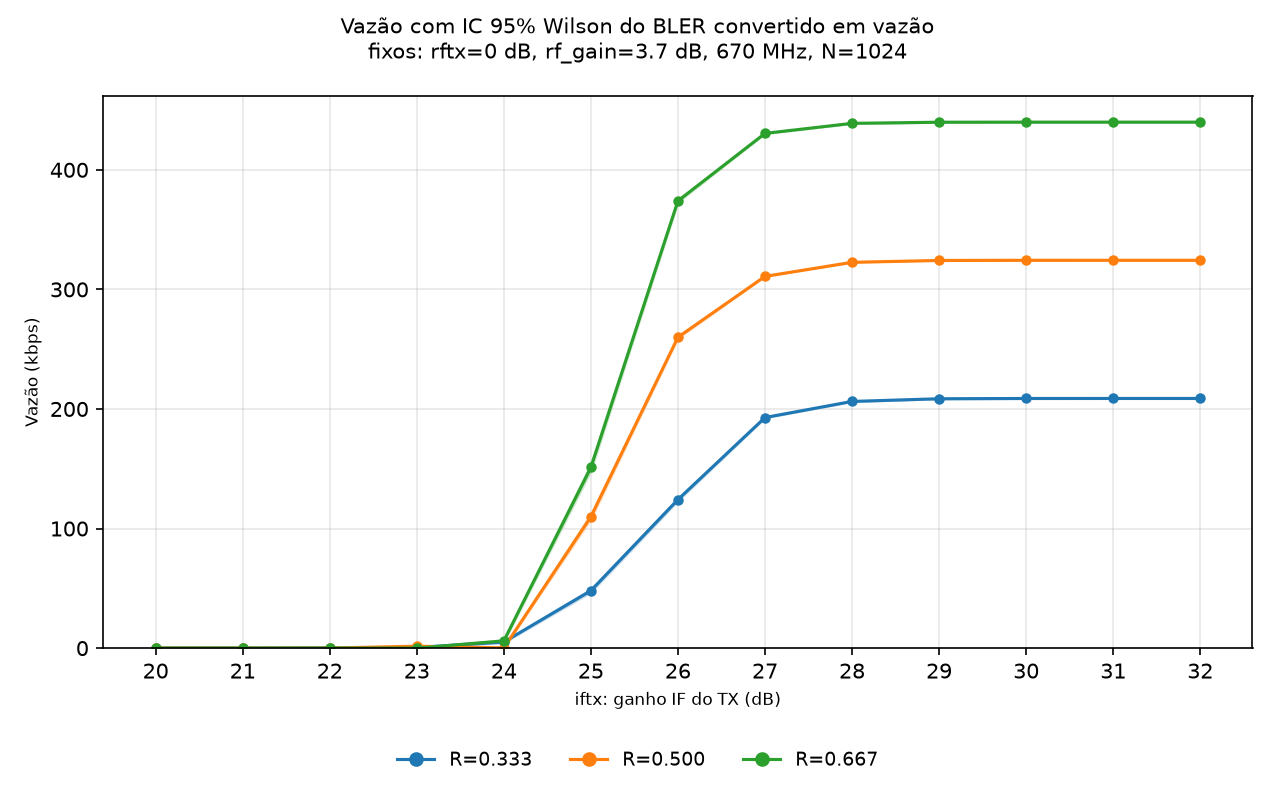 Vazão com IC 95% Wilson do BLER convertido em vazão
fixos: rftx=0 dB, rf_gain=3.7 dB, 670 MHz, N=1024
Vazão (kbps)
400
300
200
100
0
20 21 22 23 24 25 26 27 28 29 30 31 32
iftx: ganho IF do TX (dB)
R=0.333 R=0.500 R=0.667